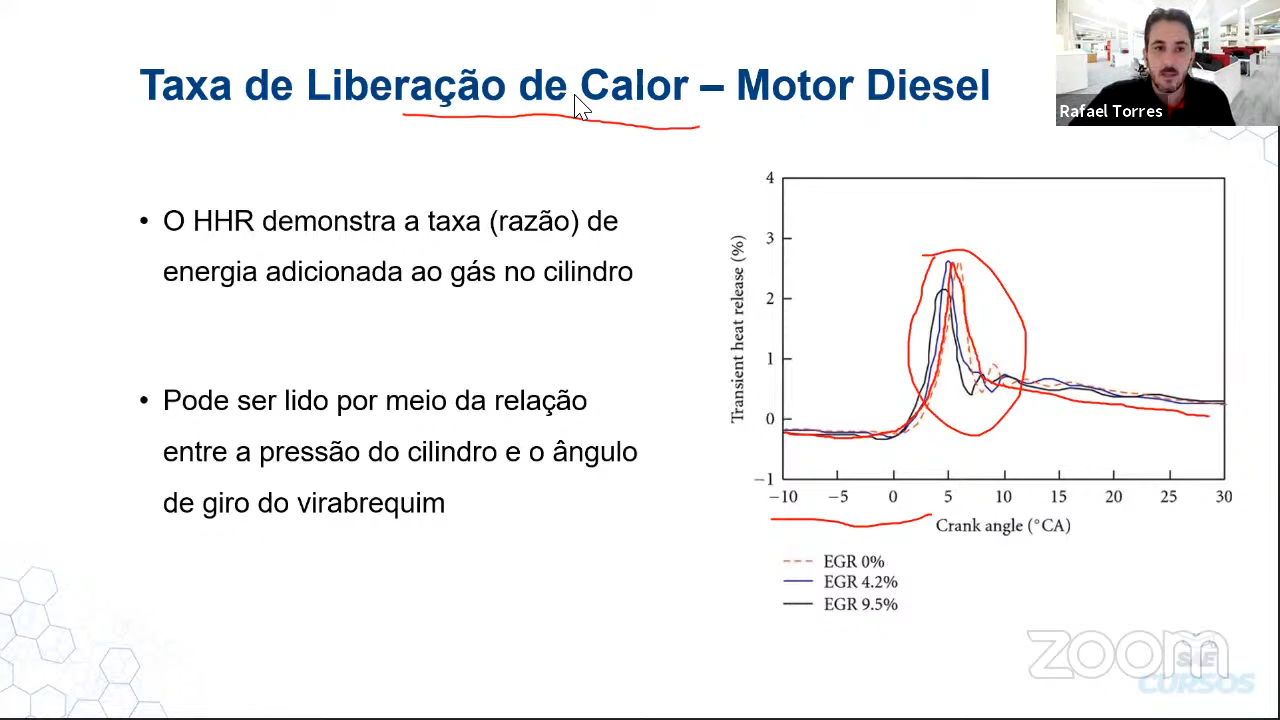 Taxa de Liberação de Calor – Motor Diesel
Rafael Torres
• O HHR demonstra a taxa (razão) de
energia adicionada ao gás no cilindro
• Pode ser lido por meio da relação
entre a pressão do cilindro e o ângulo
de giro do virabrequim
Transient heat release (%)
4
3
2
1
0
−1
−10 −5 0 5 10 15 20 25 30
Crank angle (°CA)
EGR 0%
EGR 4.2%
EGR 9.5%
zoom
SAE
CURSOS